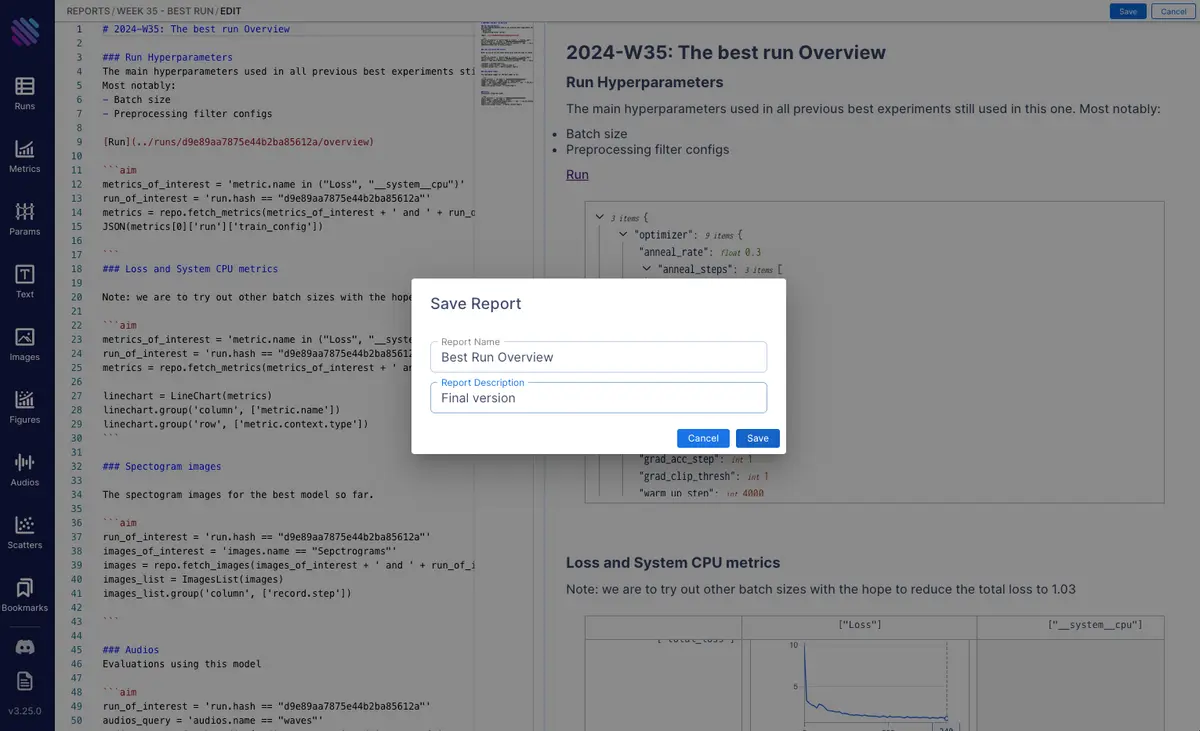 REPORTS / WEEK 35 - BEST RUN / EDIT
Save
Cancel
Runs
Metrics
Params
Text
Images
Figures
Audios
Scatters
Bookmarks
v3.25.0
1 # 2024-W35: The best run Overview
2
3 ### Run Hyperparameters
4 The main hyperparameters used in all previous best experiments sti
5 Most notably:
6 - Batch size
7 - Preprocessing filter configs
8
9 [Run](../runs/d9e89aa7875e44b2ba85612a/overview)
10
11 ```aim
12 metrics_of_interest = 'metric.name in ("Loss", "__system__cpu")'
13 run_of_interest = 'run.hash == "d9e89aa7875e44b2ba85612a"'
14 metrics = repo.fetch_metrics(metrics_of_interest + ' and ' + run_o
15 JSON(metrics[0]['run']['train_config'])
16
17 ```
18 ### Loss and System CPU metrics
19
20 Note: we are to try out other batch sizes with the hope
21
22 ```aim
23 metrics_of_interest = 'metric.name in ("Loss", "__syste
24 run_of_interest = 'run.hash == "d9e89aa7875e44b2ba85612
25 metrics = repo.fetch_metrics(metrics_of_interest + ' an
26
27 linechart = LineChart(metrics)
28 linechart.group('column', ['metric.name'])
29 linechart.group('row', ['metric.context.type'])
30 ```
31
32 ### Spectogram images
33
34 The spectogram images for the best model so far.
35
36 ```aim
37 run_of_interest = 'run.hash == "d9e89aa7875e44b2ba85612a"'
38 images_of_interest = 'images.name == "Sepctrograms"'
39 images = repo.fetch_images(images_of_interest + ' and ' + run_of_i
40 images_list = ImagesList(images)
41 images_list.group('column', ['record.step'])
42
43 ```
44
45 ### Audios
46 Evaluations using this model
47
48 ```aim
49 run_of_interest = 'run.hash == "d9e89aa7875e44b2ba85612a"'
50 audios_query = 'audios.name == "waves"'
2024-W35: The best run Overview
Run Hyperparameters
The main hyperparameters used in all previous best experiments still used in this one. Most notably:
• Batch size
• Preprocessing filter configs
Run
3 items {
"optimizer": 9 items {
"anneal_rate": float 0.3
"anneal_steps": 3 items [
Save Report
Report Name
Best Run Overview
Report Description
Final version
Cancel
Save
"grad_acc_step": int 1
"grad_clip_thresh": int 1
"warm_up_step": int 4000
Loss and System CPU metrics
Note: we are to try out other batch sizes with the hope to reduce the total loss to 1.03
["Loss"]
["__system__cpu"]
["total_loss"]
10
5